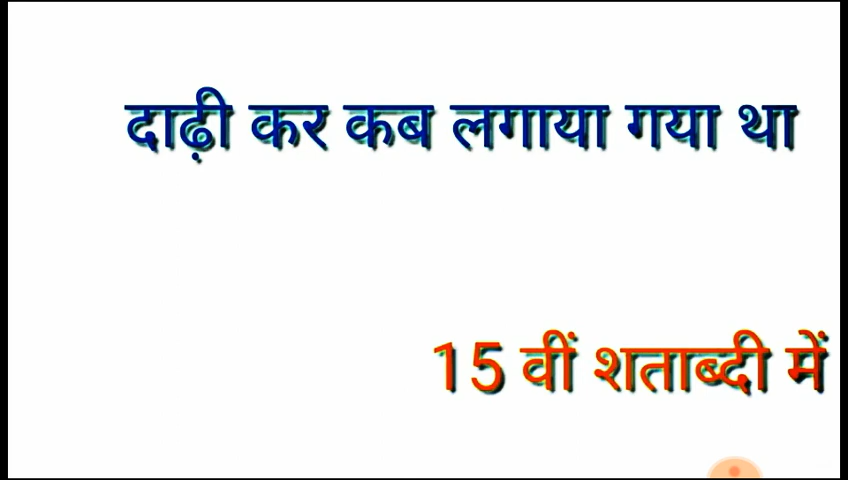 दाढ़ी कर कब लगाया गया था
15 वीं शताब्दी में